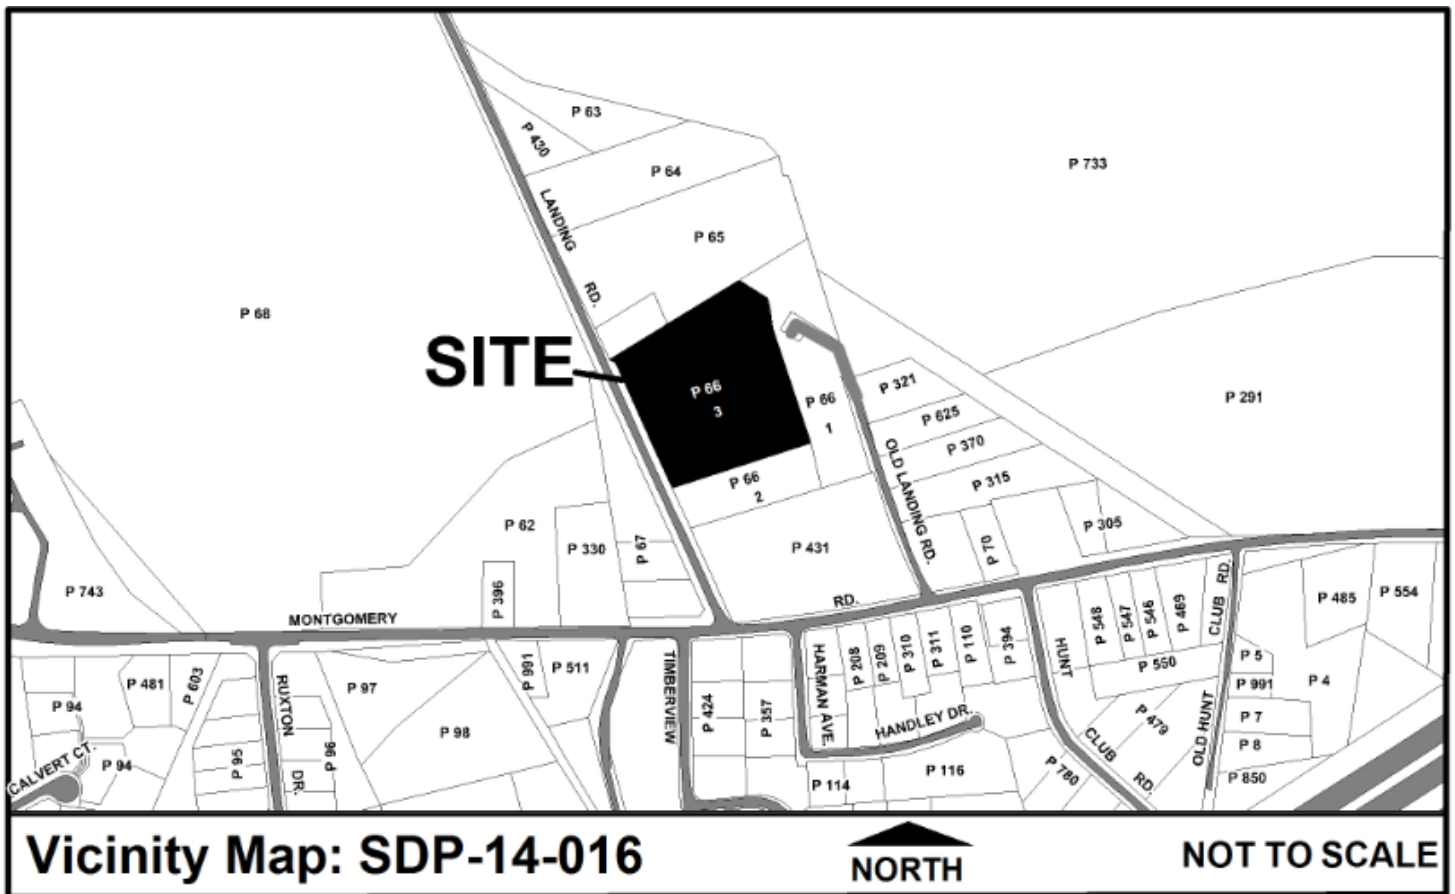 P 63
P 430
P 733
P 64
LANDING
P 65
RD.
P 68
SITE
P 66
3
P 66
1
P 321
P 291
P 625
P 370
OLD LANDING RD.
P 315
P 66
2
P 62
P 330
P 67
P 431
P 70
P 305
P 743
P 396
MONTGOMERY
RD.
P 548
P 547
P 546
P 469
CLUB RD.
P 485
P 554
P 481
P 603
RUXTON
P 97
P 991
P 511
TIMBERVIEW
HARMAN AVE.
P 208
P 209
P 310
P 311
P 110
P 394
HUNT
P 550
P 5
P 991
P 4
P 94
P 98
P 424
P 357
HANDLEY DR.
P 479
OLD HUNT
P 7
P 8
CALVERT CT.
P 94
P 95
P 96
DR.
P 114
P 116
P 780
CLUB
RD.
P 850
Vicinity Map: SDP-14-016
NORTH
NOT TO SCALE